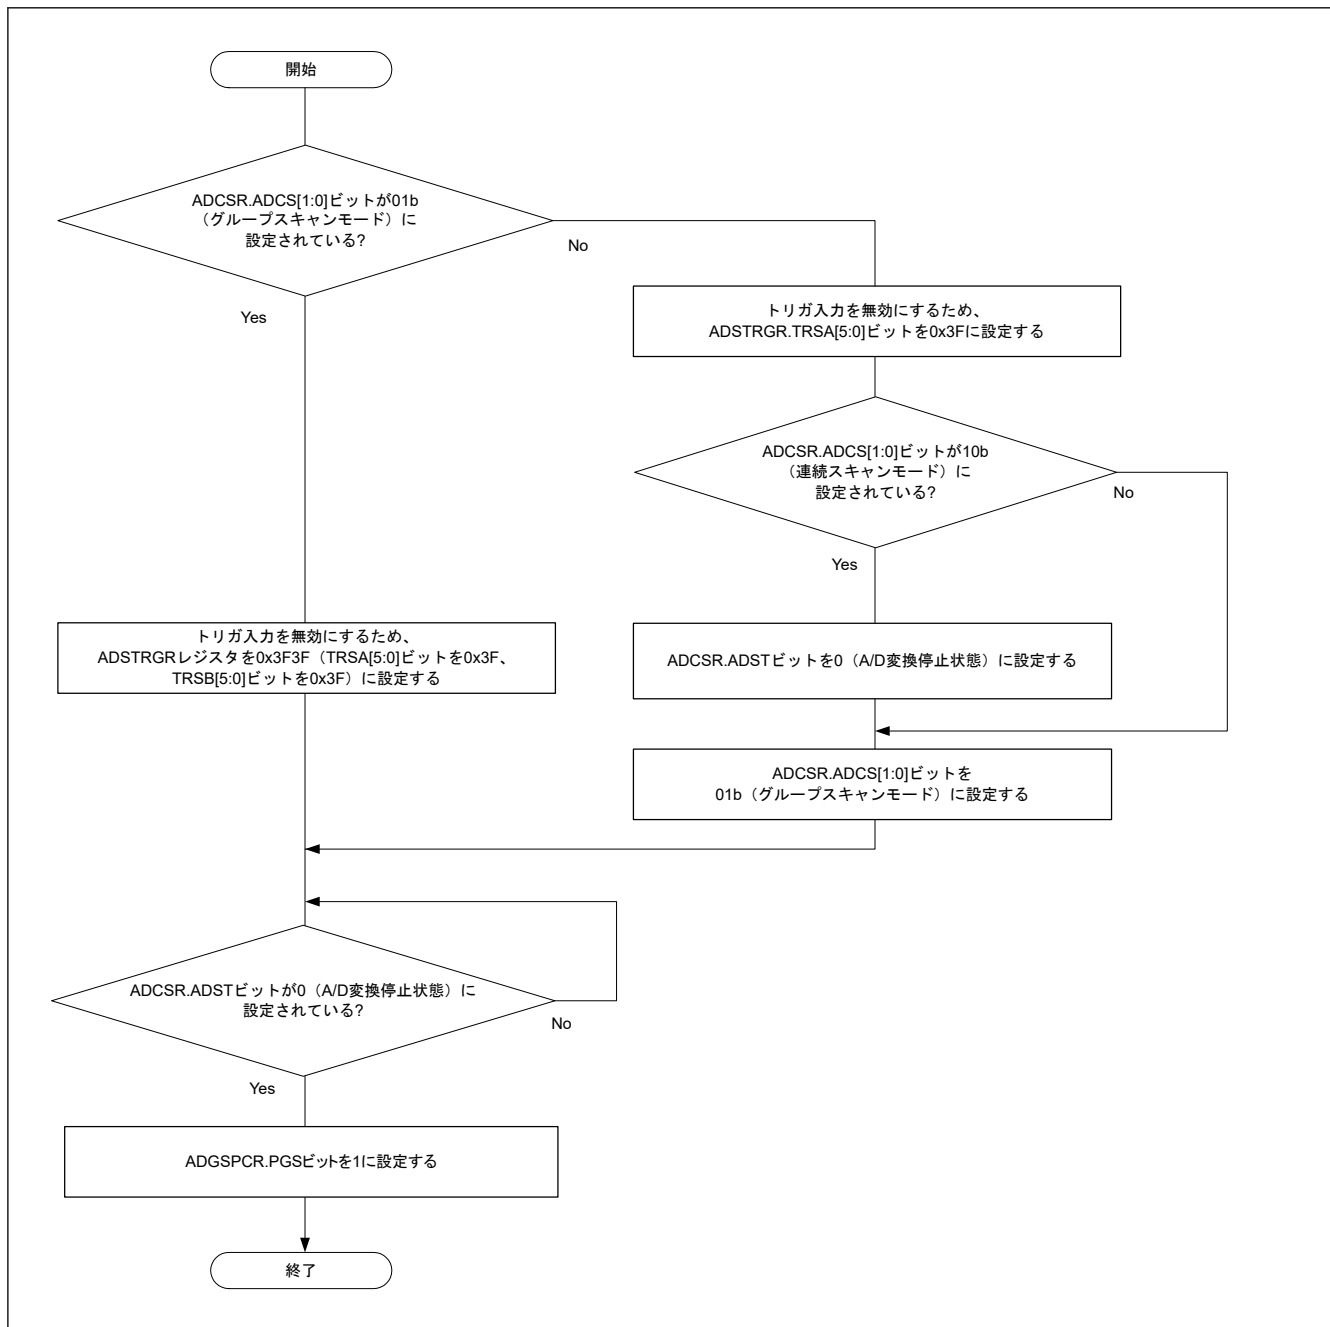 開始
ADCSR.ADCS[1:0]ビットが01b
（グループスキャンモード）に
設定されている?
No
Yes
トリガ入力を無効にするため、
ADSTRGR.TRSA[5:0]ビットを0x3Fに設定する
ADCSR.ADCS[1:0]ビットが10b
（連続スキャンモード）に
設定されている?
No
Yes
トリガ入力を無効にするため、
ADSTRGRレジスタを0x3F3F（TRSA[5:0]ビットを0x3F、
TRSB[5:0]ビットを0x3F）に設定する
ADCSR.ADSTビットを0（A/D変換停止状態）に設定する
ADCSR.ADCS[1:0]ビットを
01b（グループスキャンモード）に設定する
ADCSR.ADSTビットが0（A/D変換停止状態）に
設定されている?
No
Yes
ADGSPCR.PGSビットを1に設定する
終了